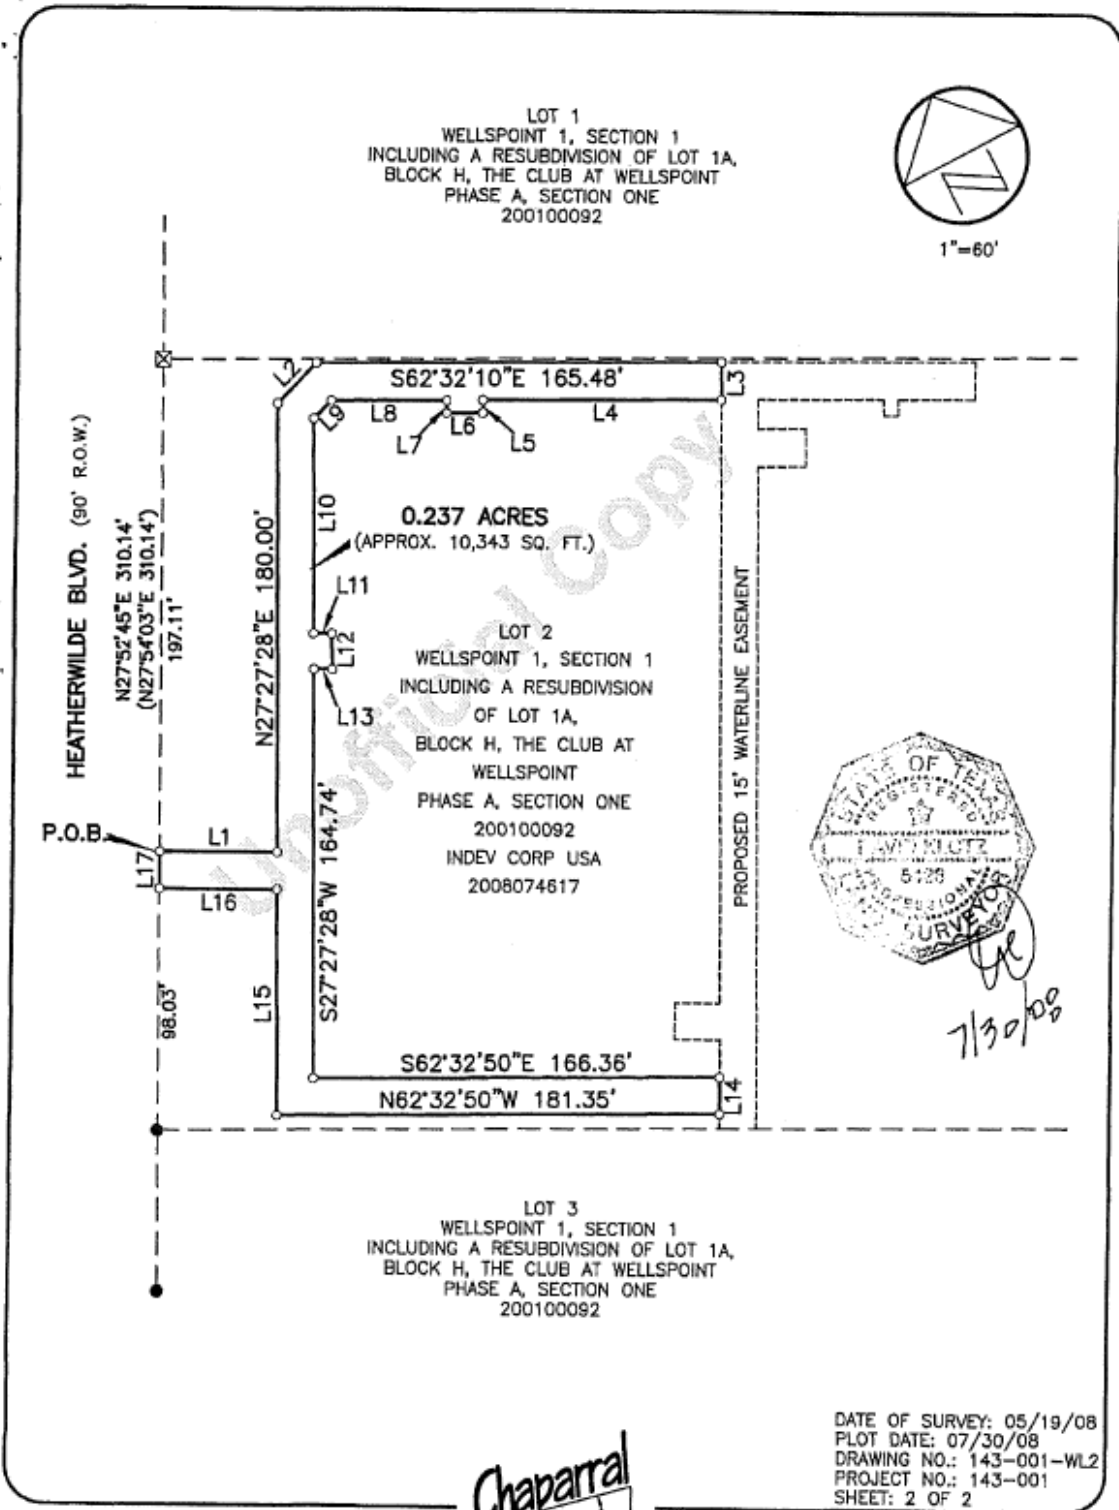 LOT 1
WELLSPOINT 1, SECTION 1
INCLUDING A RESUBDIVISION OF LOT 1A,
BLOCK H, THE CLUB AT WELLSPOINT
PHASE A, SECTION ONE
200100092
N
1"=60'
L2
S62°32'10"E 165.48'
L3
L9
L8
L7
L6
L5
L4
HEATHERWILDE BLVD. (90' R.O.W.)
N27°52'45"E 310.14'
(N27°54'03"E 310.14')
197.11'
N27°27'28"E 180.00'
L10
0.237 ACRES
(APPROX. 10,343 SQ. FT.)
L11
L12
L13
LOT 2
WELLSPOINT 1, SECTION 1
INCLUDING A RESUBDIVISION
OF LOT 1A,
BLOCK H, THE CLUB AT
WELLSPOINT
PHASE A, SECTION ONE
200100092
INDEV CORP USA
2008074617
Unofficial Copy
PROPOSED 15' WATERLINE EASEMENT
STATE OF TEXAS
REGISTERED
KLOTZ
PROFESSIONAL
SURVEYOR
7/30/08
P.O.B.
L1
L17
L16
S27°27'28"W 164.74'
L15
98.03'
S62°32'50"E 166.36'
N62°32'50"W 181.35'
L14
LOT 3
WELLSPOINT 1, SECTION 1
INCLUDING A RESUBDIVISION OF LOT 1A,
BLOCK H, THE CLUB AT WELLSPOINT
PHASE A, SECTION ONE
200100092
Chaparral
DATE OF SURVEY: 05/19/08
PLOT DATE: 07/30/08
DRAWING NO.: 143-001-WL2
PROJECT NO.: 143-001
SHEET: 2 OF 2